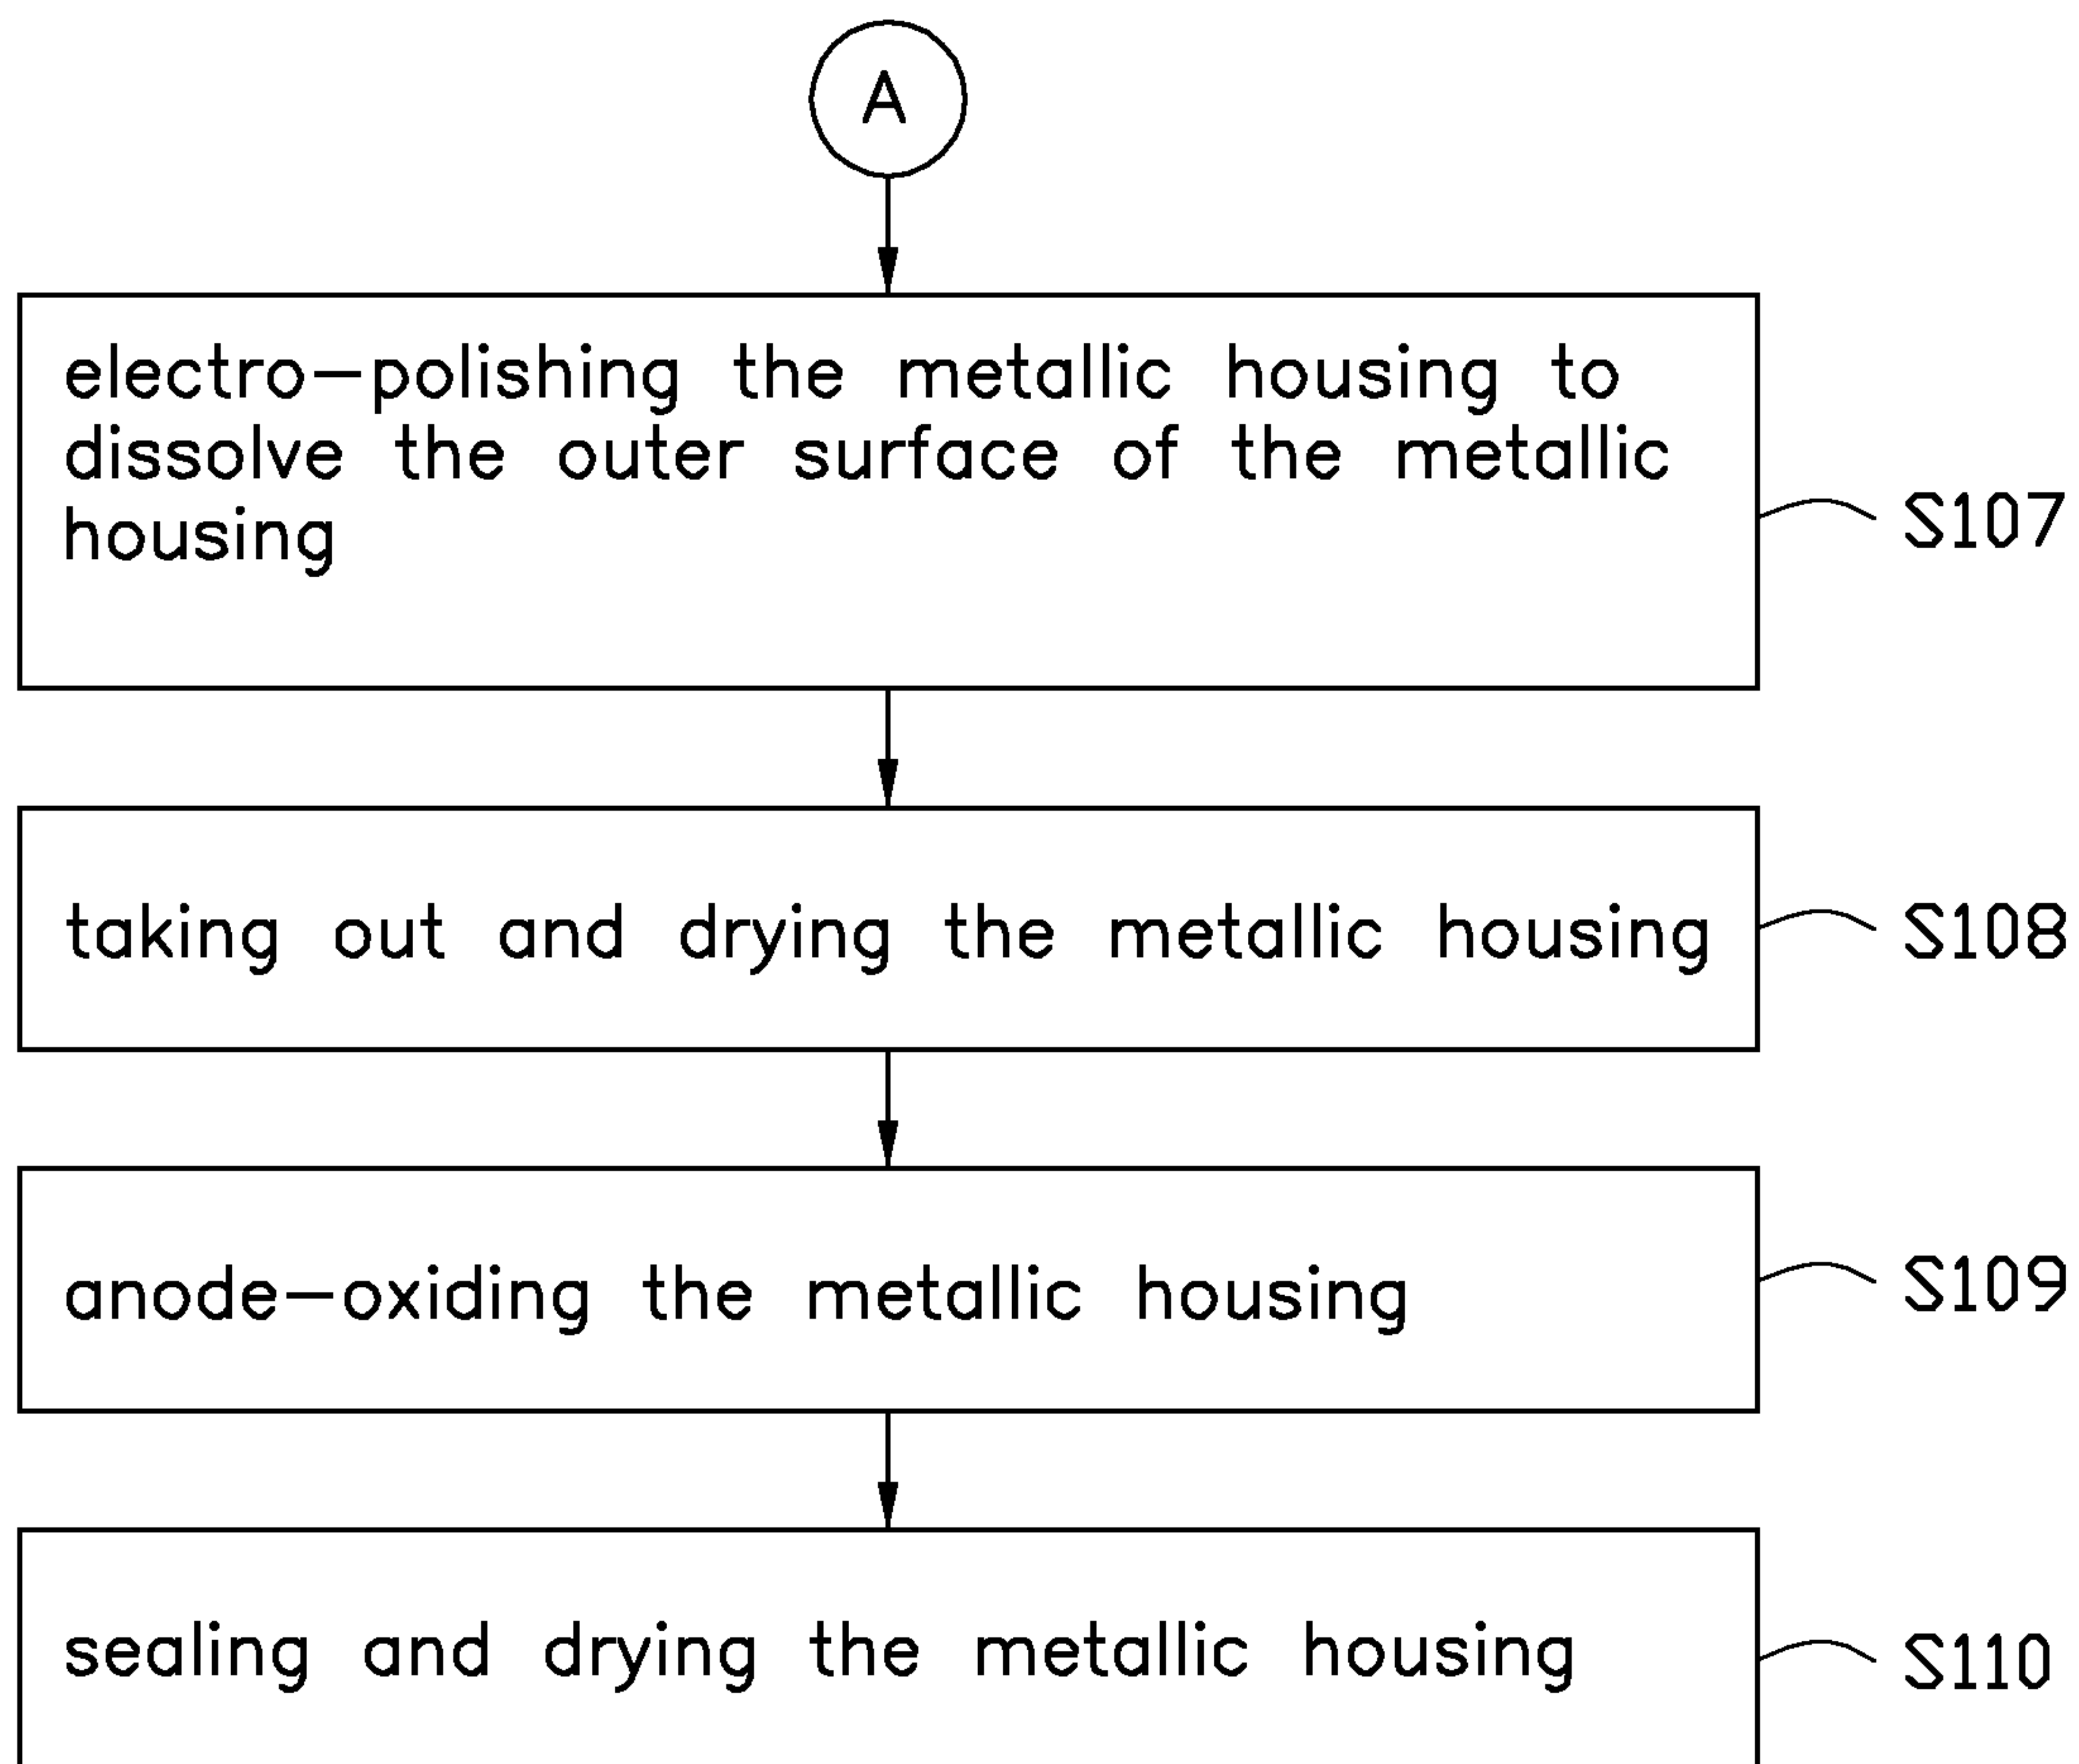 A
electro-polishing the metallic housing to
dissolve the outer surface of the metallic
housing
S107
taking out and drying the metallic housing
S108
anode-oxiding the metallic housing
S109
sealing and drying the metallic housing
S110